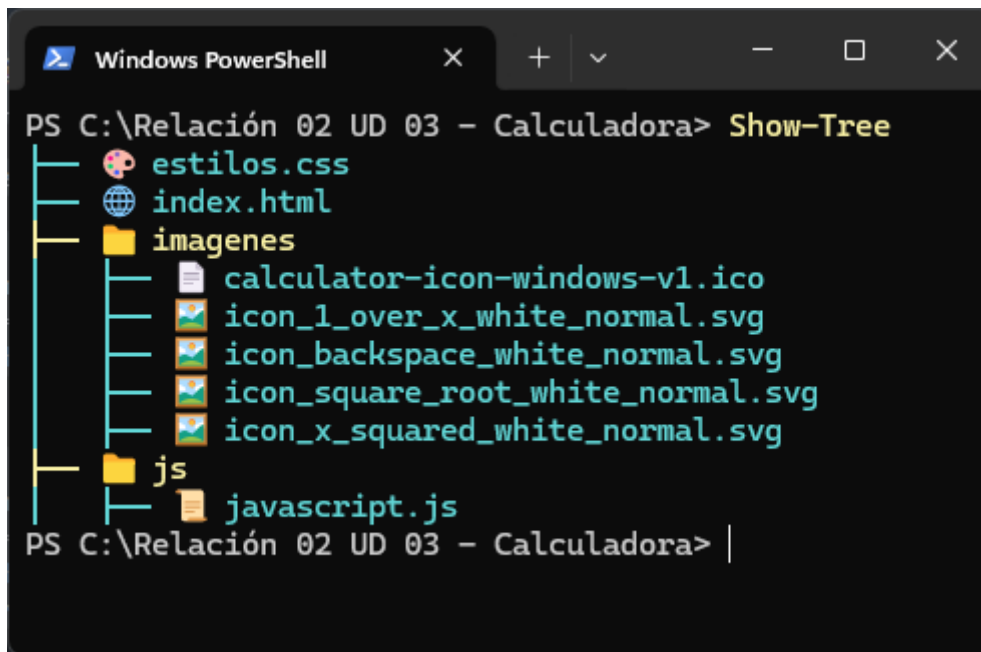 Windows PowerShell
PS C:\Relación 02 UD 03 - Calculadora> Show-Tree
├── estilos.css
├── index.html
├── imagenes
│   ├── calculator-icon-windows-v1.ico
│   ├── icon_1_over_x_white_normal.svg
│   ├── icon_backspace_white_normal.svg
│   ├── icon_square_root_white_normal.svg
│   ├── icon_x_squared_white_normal.svg
├── js
│   ├── javascript.js
PS C:\Relación 02 UD 03 - Calculadora>